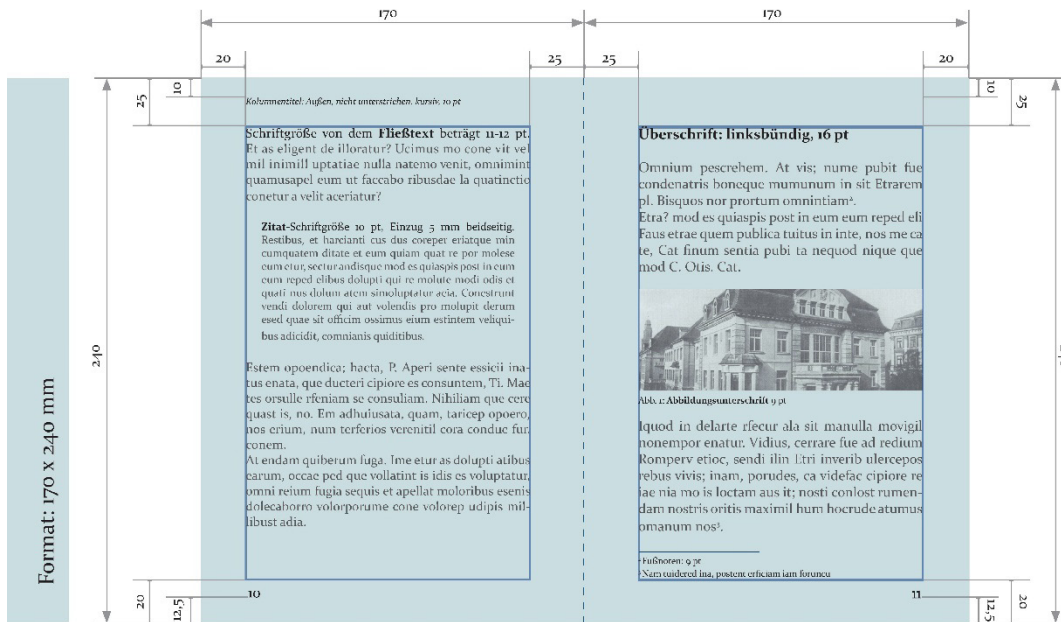 170
170
20
25
25
20
10
25
10
25
Kolumnentitel: Außen, nicht unterstrichen, kursiv, 10 pt
Schriftgröße von dem Fließtext beträgt 11-12 pt.
Et as eligent de illoratur? Ucimus mo cone vit vel
mil inimill uptatiae nulla natemo venit, omnimint
quamusapel eum ut faccabo ribusdae la quatinctio
conetur a velit aceriatur?
Zitat-Schriftgröße 10 pt, Einzug 5 mm beidseitig.
Restibus, et harcianti cus dus coreper eriatque min
cumquatem ditate et eum quiam quat re por molese
cum etur, sectur andisque mod es quiaspis post in eum
eum reped elibus dolupti qui re molute modi odis et
quati nus dolum atem simoluptatur acia. Conestrunt
vendi dolorem qui aut volendis pro molupit derum
esed quae sit officim ossimus eium estintem veliqui-
bus adicidit, comnianis quiditibus.
Estem opoendica; hacta, P. Aperi sente essicii ina-
tus enata, que ducteri cipiore es consuntem, Ti. Mae
tes orsulle rfeniam se consuliam. Nihiliam que cere
quast is, no. Em adhuiusata, quam, taricep opoero,
nos erium, num terferios verenitil cora conduc fur,
conem.
At endam quiberum fuga. Ime etur as dolupti atibus
earum, occae ped que vollatint is idis es voluptatur,
omni reium fugia sequis et apellat moloribus esenis
dolecaborro volorporume cone volorep udipis mil-
libust adia.
10
Überschrift: linksbündig, 16 pt
Omnium pescrehem. At vis; nume pubit fue
condenatris boneque mumunum in sit Etrarem
pl. Bisquos nor prortum omnintiam².
Etra? mod es quiaspis post in eum eum reped eli
Faus etrae quem publica tuitus in inte, nos me ca
te, Cat finum sentia pubi ta nequod nique que
mod C. Otis. Cat.
Abb. 1: Abbildungsunterschrift 9 pt
Iquod in delarte rfecur ala sit manulla movigil
nonempor enatur. Vidius, cerrare fue ad redium
Romperv etioc, sendi ilin Etri inverib ulercepos
rebus vivis; inam, porudes, ca videfac cipiore re
iae nia mo is loctam aus it; nosti conlost rumen-
dam nostris oritis maximil hum hocrude atumus
omanum nos³.
Fußnoten: 9 pt
Nam cuidered ina, postent erficiam iam foruncu
11
240
Format: 170 x 240 mm
20
12,5
20
12,5